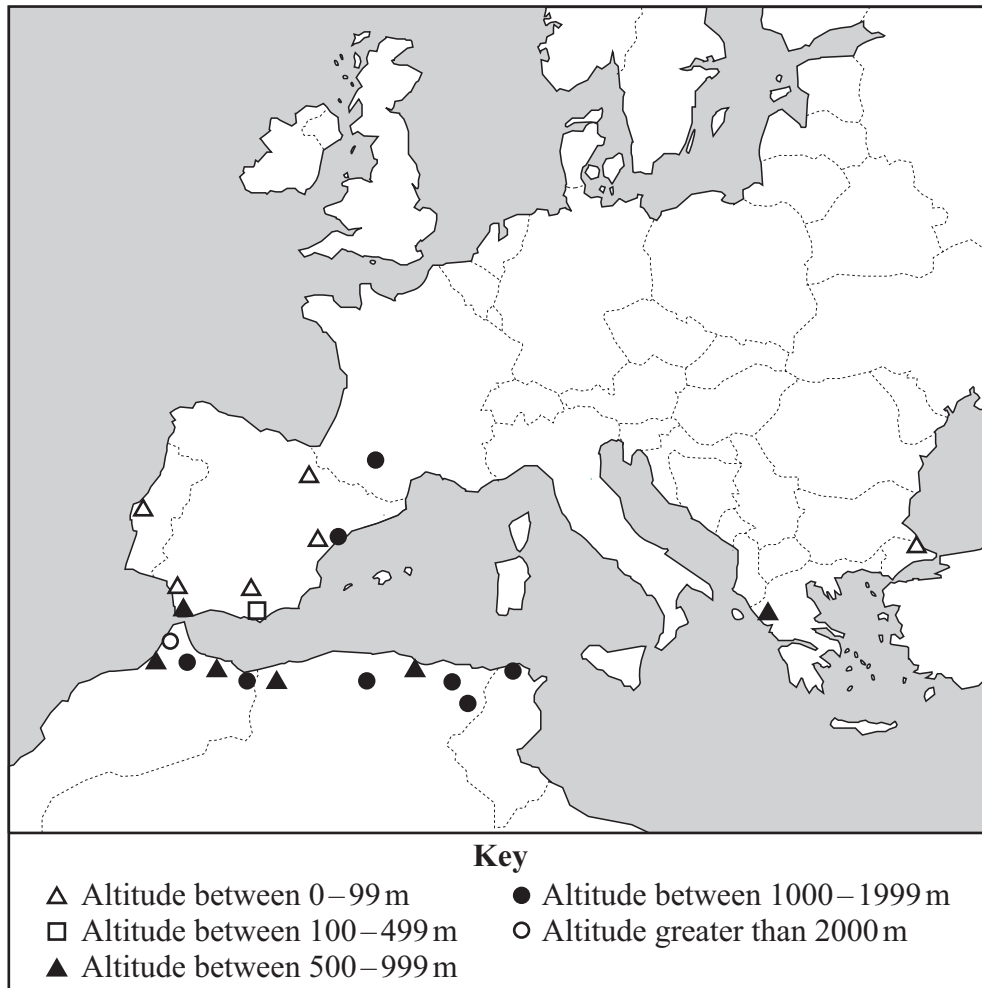 Key
Altitude between 0–99 m
Altitude between 100–499 m
Altitude between 500–999 m
Altitude between 1000–1999 m
Altitude greater than 2000 m